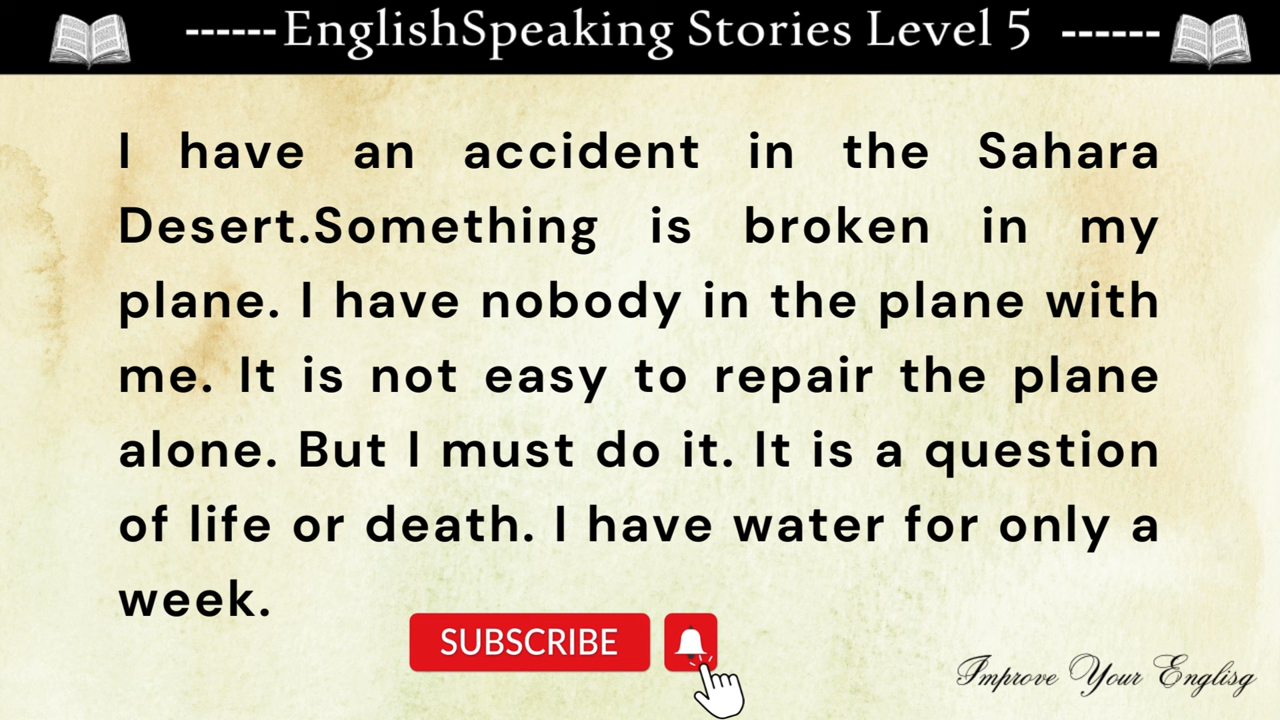 ------EnglishSpeaking Stories Level 5 ------
I have an accident in the Sahara
Desert.Something is broken in my
plane. I have nobody in the plane with
me. It is not easy to repair the plane
alone. But I must do it. It is a question
of life or death. I have water for only a
week.
SUBSCRIBE
Improve Your Englisg